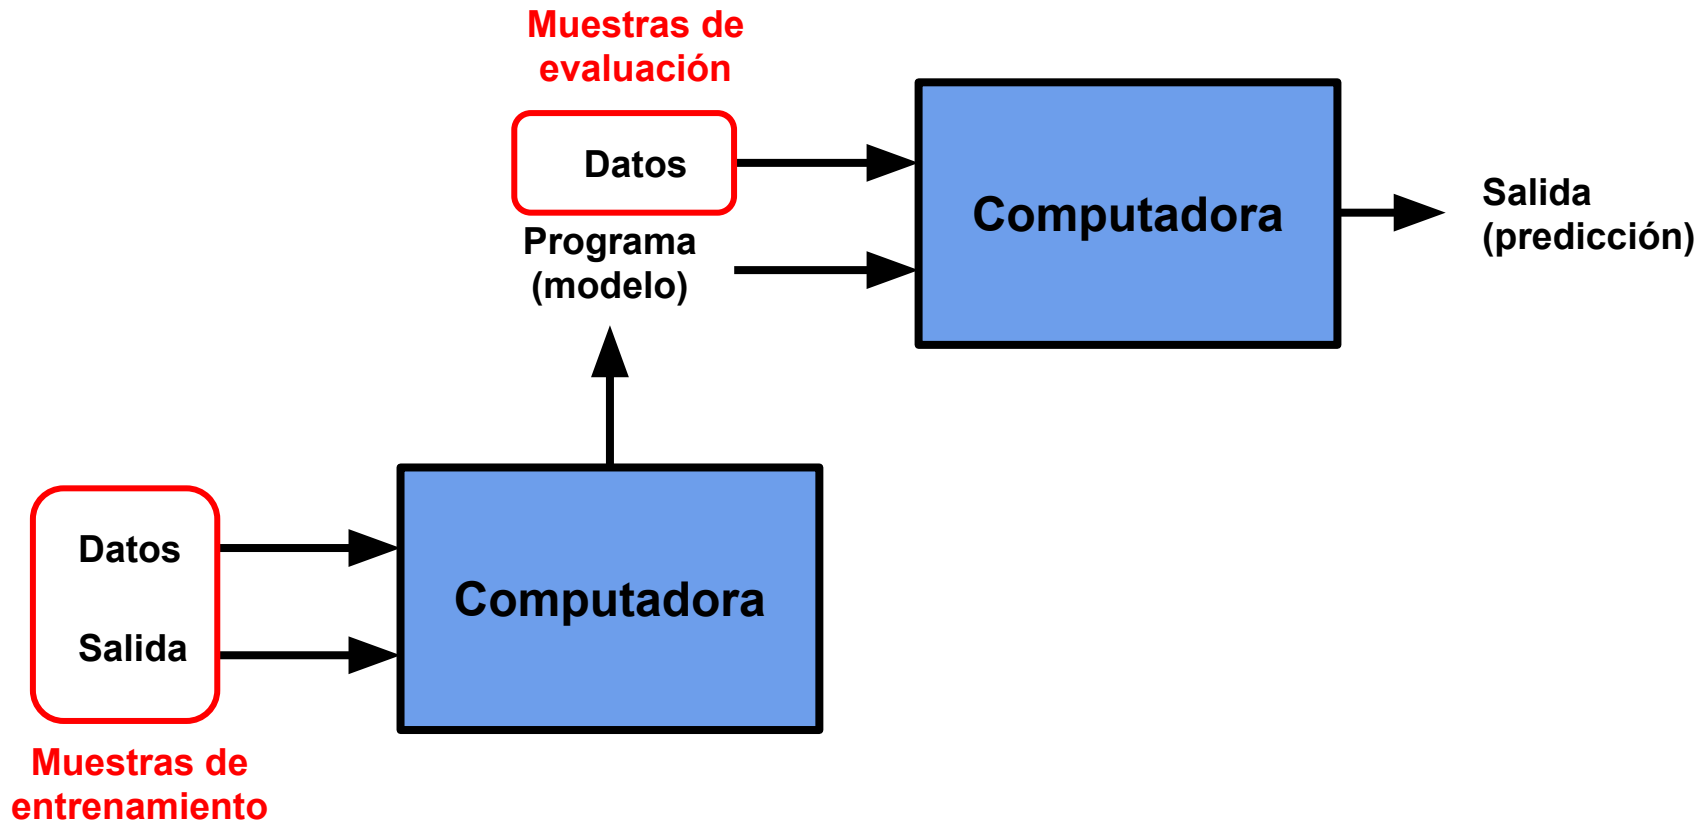 Muestras de
evaluación
Datos
Computadora
Programa
(modelo)
Salida
(predicción)
Datos
Salida
Computadora
Muestras de
entrenamiento